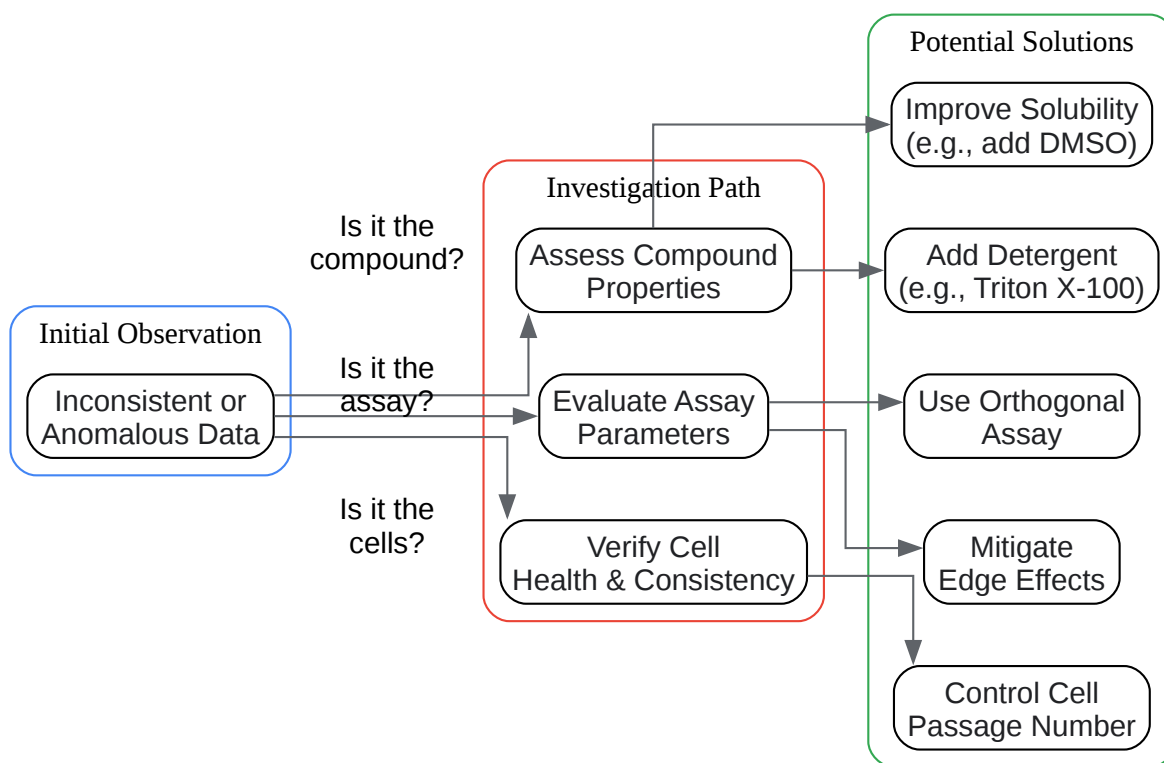 Initial Observation
Inconsistent or
Anomalous Data
Is it the
compound?
Is it the
assay?
Is it the
cells?
Investigation Path
Assess Compound
Properties
Evaluate Assay
Parameters
Verify Cell
Health & Consistency
Potential Solutions
Improve Solubility
(e.g., add DMSO)
Add Detergent
(e.g., Triton X-100)
Use Orthogonal
Assay
Mitigate
Edge Effects
Control Cell
Passage Number